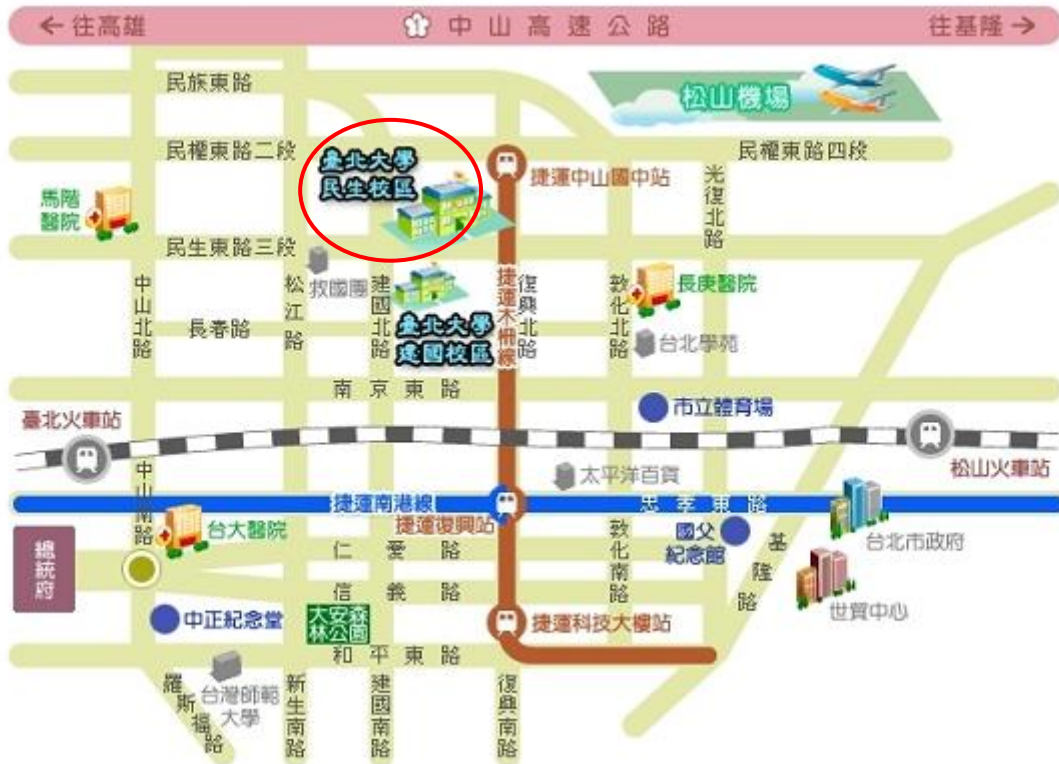 ←往高雄
1 中山高速公路
往基隆→
民族東路
松山機場
民權東路二段
臺北大學
民生校區
捷運中山國中站
民權東路四段
光復北路
馬階
醫院
民生東路三段
救國團
中山北路
松江路
建國北路
捷運木柵線
復興北路
敦化北路
長庚醫院
長春路
臺北大學
建國校區
台北學苑
南京東路
市立體育場
臺北火車站
松山火車站
中山南路
太平洋百貨
捷運南港線
忠孝東路
捷運復興站
台大醫院
國父
紀念館
台北市政府
總統府
仁愛路
敦化南路
基隆路
信義路
世貿中心
中正紀念堂
大安森
林公園
捷運科技大樓站
和平東路
羅斯福路
台灣師範
大學
新生南路
建國南路
復興南路